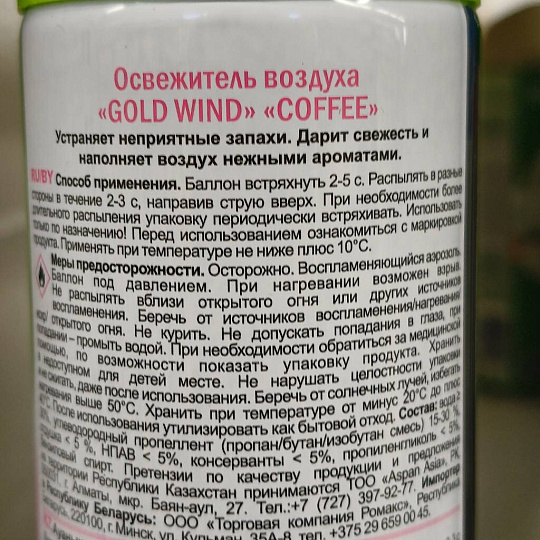 Освежитель воздуха
«GOLD WIND» «COFFEE»
Устраняет неприятные запахи. Дарит свежесть и
наполняет воздух нежными ароматами.
RUBY Способ применения. Баллон встряхнуть 2-5 с. Распылять в разные
стороны в течение 2-3 с, направив струю вверх. При необходимости более
длительного распыления упаковку периодически встряхивать. Использовать
только по назначению! Перед использованием ознакомиться с маркировкой
продукта. Применять при температуре не ниже плюс 10°С.
Меры предосторожности. Осторожно. Воспламеняющийся аэрозоль.
Баллон под давлением. При нагревании возможен взрыв.
Не распылять вблизи открытого огня или других источников
воспламенения. Беречь от источников воспламенения/нагревания/
искр/ открытого огня. Не курить. Не допускать попадания в глаза, при
попадании – промыть водой. При необходимости обратиться за медицинской
помощью, по возможности показать упаковку продукта. Хранить
в недоступном для детей месте. Не нарушать целостности упаковки
и не сжигать, даже после использования. Беречь от солнечных лучей, избегать
нагревания выше 50°С. Хранить при температуре от минус 20°С до плюс
40°С. После использования утилизировать как бытовой отход. Состав: вода ≥
30%, углеводородный пропеллент (пропан/бутан/изобутан смесь) 15-30 %,
отдушка < 5 %, НПАВ < 5%, консерванты < 5%, пропиленгликоль < 5%,
спирт. Претензии по качеству продукции и предложения
на территории Республики Казахстан принимаются ТОО «Aspan Asia», РК,
г. Алматы, мкр. Баян-аул, 27. Тел.:+7 (727) 397-92-77. Импортер
в Республику Беларусь: ООО «Торговая компания Ромакс», Республика
Беларусь, 220100, г. Минск, ул. Кульман, 35А-8, тел. +375 29 659 00 45.